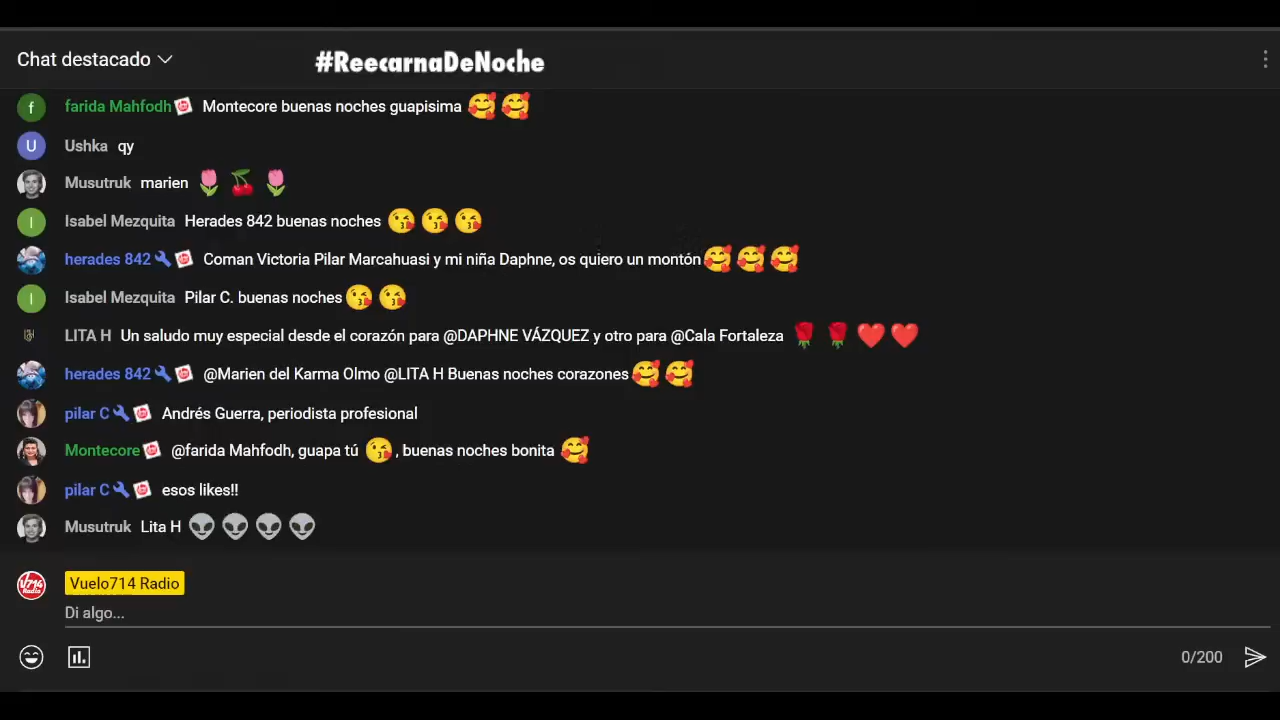 Chat destacado
#ReecarnaDeNoche
f farida Mahfodh Montecore buenas noches guapisima 🥰 🥰
U Ushka qy
Musutruk marien 🌷 🍒 🌷
I Isabel Mezquita Herades 842 buenas noches 😘 😘 😘
herades 842 Coman Victoria Pilar Marcahuasi y mi niña Daphne, os quiero un montón 🥰 🥰 🥰
I Isabel Mezquita Pilar C. buenas noches 😘 😘
LITA H Un saludo muy especial desde el corazón para @DAPHNE VÁZQUEZ y otro para @Cala Fortaleza 🌹 🌹 ❤️ ❤️
herades 842 @Marien del Karma Olmo @LITA H Buenas noches corazones 🥰 🥰
pilar C Andrés Guerra, periodista profesional
Montecore @farida Mahfodh, guapa tú 😘 , buenas noches bonita 🥰
pilar C esos likes!!
Musutruk Lita H 👽 👽 👽 👽
V714 Radio
Vuelo714 Radio
Di algo...
0/200